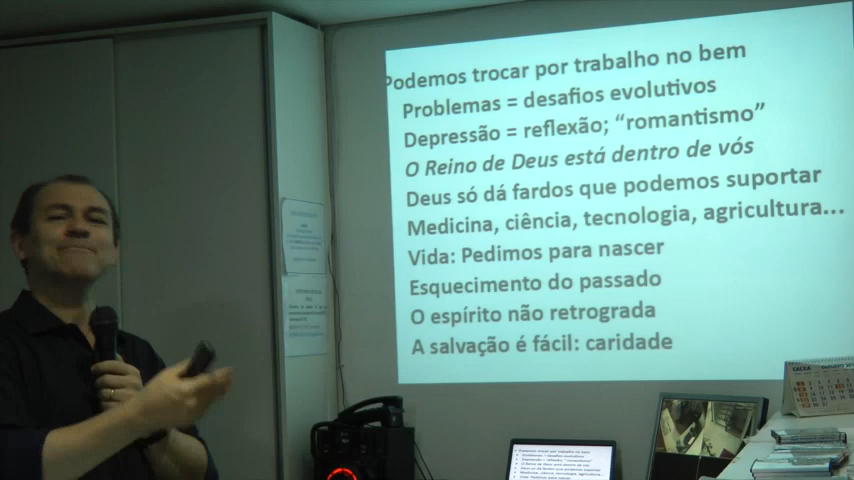 Podemos trocar por trabalho no bem
Problemas = desafios evolutivos
Depressão = reflexão; “romantismo”
O Reino de Deus está dentro de vós
Deus só dá fardos que podemos suportar
Medicina, ciência, tecnologia, agricultura...
Vida: Pedimos para nascer
Esquecimento do passado
O espírito não retrograda
A salvação é fácil: caridade
CAIXA